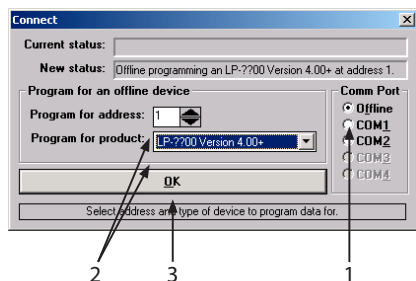 Connect
Current status:
New status: Offline programming an LP-??00 Version 4.00+ at address 1.
Program for an offline device
Program for address: 1
Program for product: LP-??00 Version 4.00+
Comm Port
Offline
COM1
COM2
COM3
COM4
OK
Select address and type of device to program data for.
2 3 1